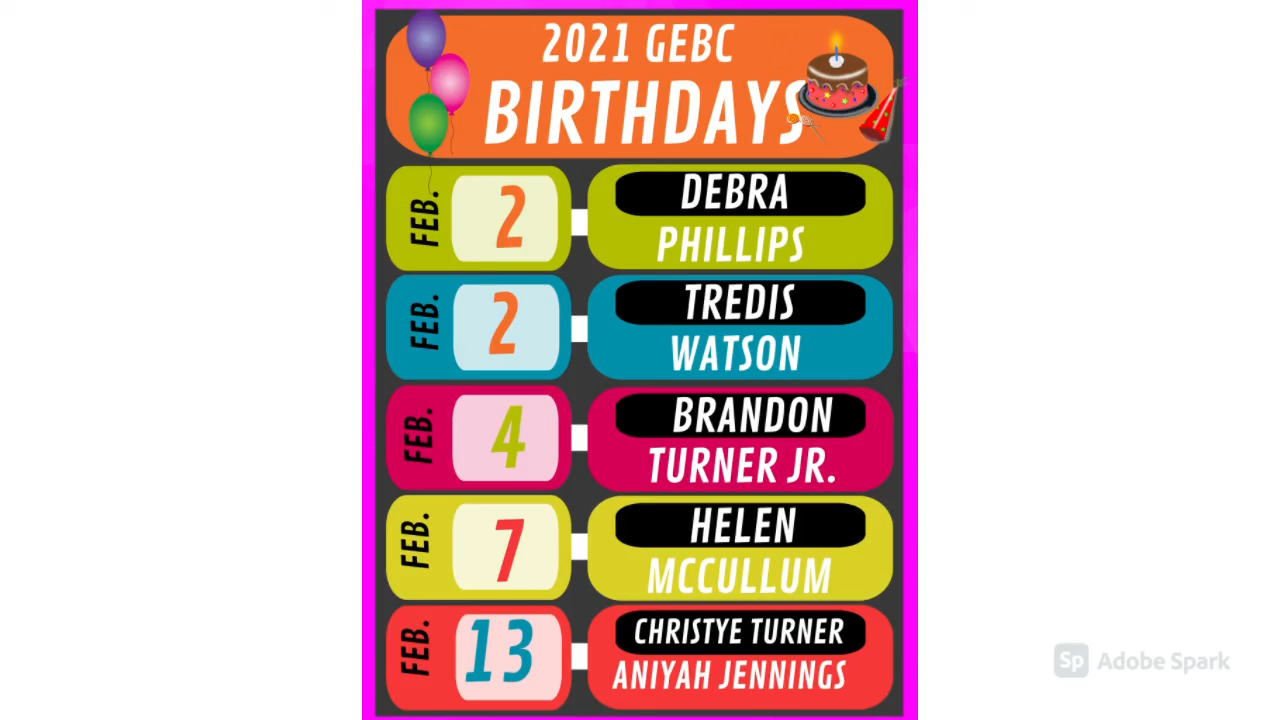 2021 GEBC
BIRTHDAYS
FEB. 2
DEBRA
PHILLIPS
FEB. 2
TREDIS
WATSON
FEB. 4
BRANDON
TURNER JR.
FEB. 7
HELEN
MCCULLUM
FEB. 13
CHRISTYE TURNER
ANIYAH JENNINGS
Sp Adobe Spark